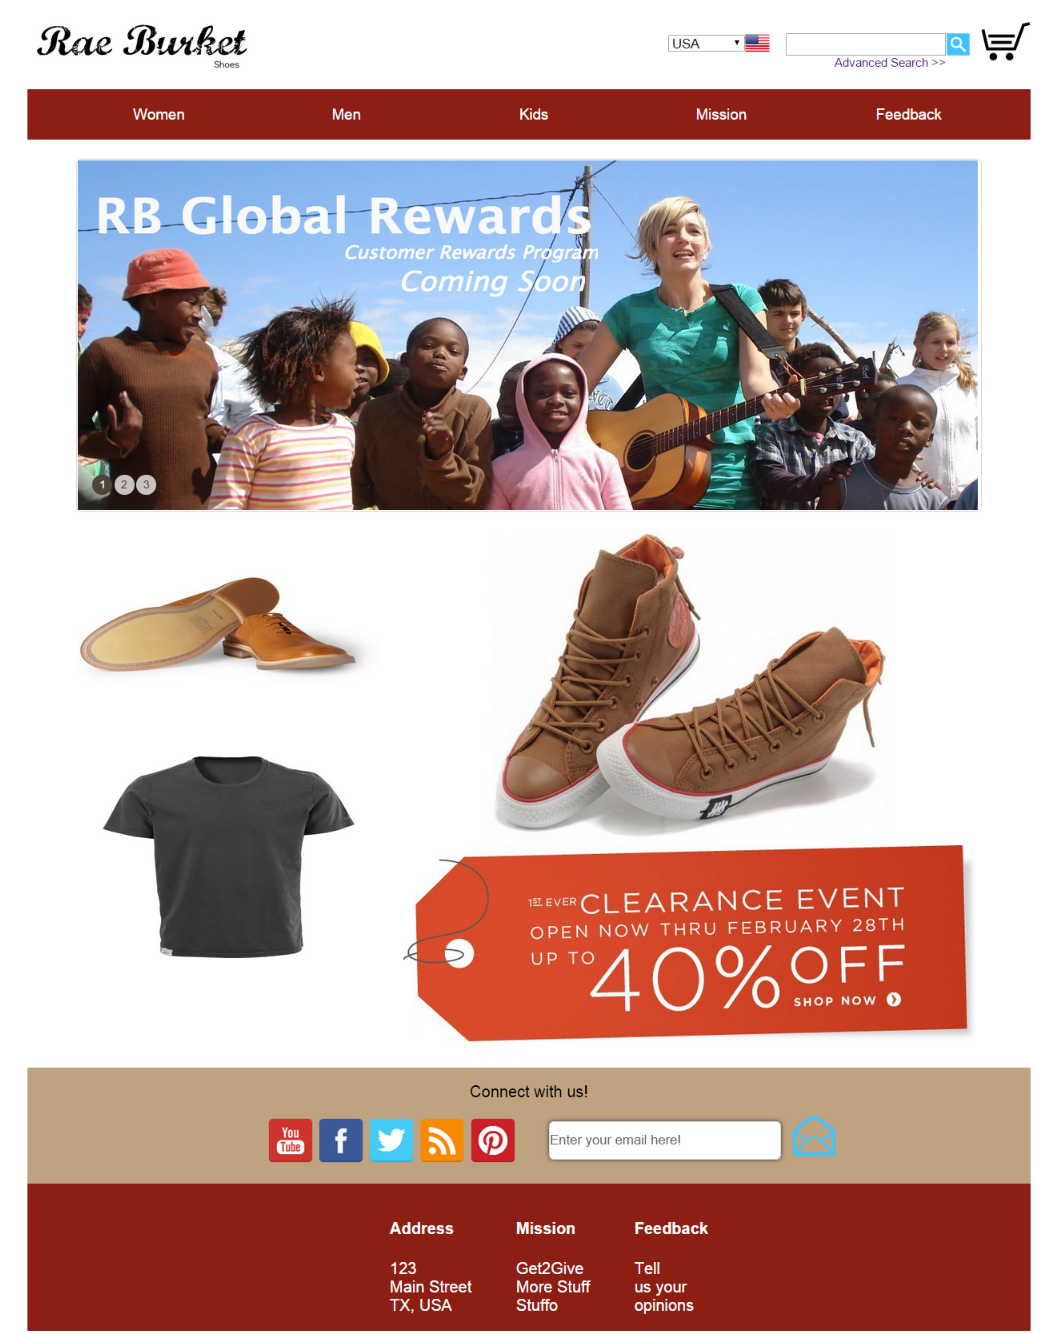 Rae Burket
Shoes
USA
Advanced Search >>
Women Men Kids Mission Feedback
RB Global Rewards
Customer Rewards Program
Coming Soon
1 2 3
1ST EVER CLEARANCE EVENT
OPEN NOW THRU FEBRUARY 28TH
UP TO 40% OFF
SHOP NOW
Connect with us!
You
Tube
Enter your email here!
Address
123
Main Street
TX, USA
Mission
Get2Give
More Stuff
Stuffo
Feedback
Tell
us your
opinions